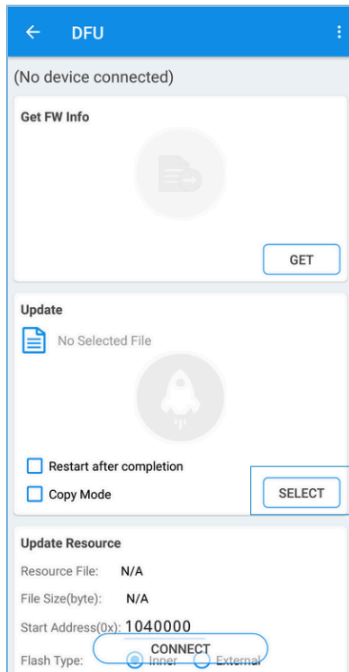 DFU
(No device connected)
Get FW Info
GET
Update
No Selected File
Restart after completion
Copy Mode
SELECT
Update Resource
Resource File: N/A
File Size(byte): N/A
Start Address(0x): 1040000
CONNECT
Flash Type: Inner External